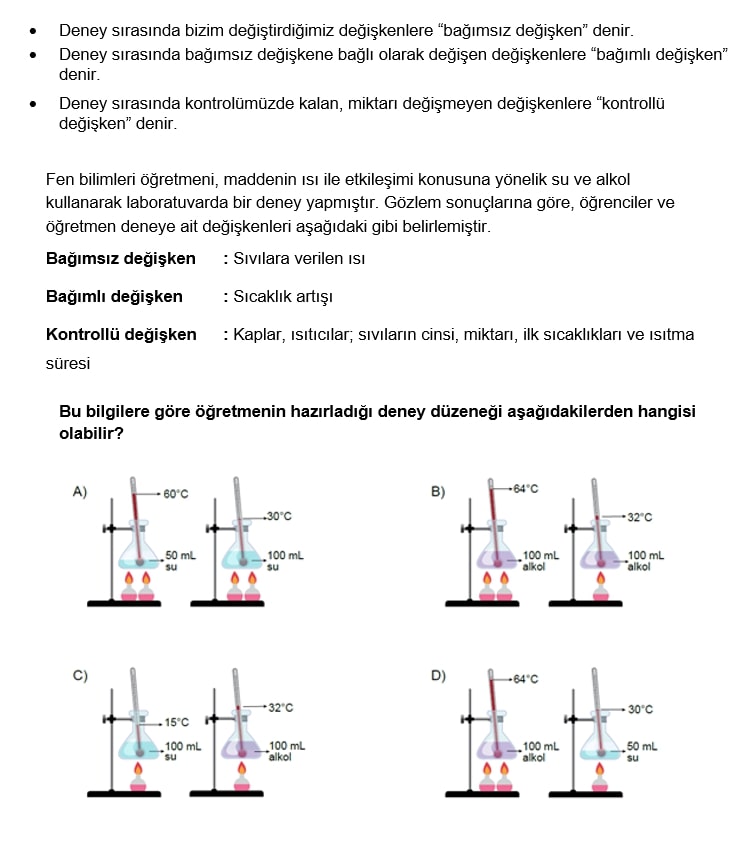 • Deney sırasında bizim değiştirdiğimiz değişkenlere “bağımsız değişken” denir.
• Deney sırasında bağımsız değişkene bağlı olarak değişen değişkenlere “bağımlı değişken”
denir.
• Deney sırasında kontrolümüzde kalan, miktarı değişmeyen değişkenlere “kontrollü
değişken” denir.
Fen bilimleri öğretmeni, maddenin ısı ile etkileşimi konusuna yönelik su ve alkol
kullanarak laboratuvarda bir deney yapmıştır. Gözlem sonuçlarına göre, öğrenciler ve
öğretmen deneye ait değişkenleri aşağıdaki gibi belirlemiştir.
Bağımsız değişken : Sıvılara verilen ısı
Bağımlı değişken : Sıcaklık artışı
Kontrollü değişken : Kaplar, ısıtıcılar; sıvıların cinsi, miktarı, ilk sıcaklıkları ve ısıtma
süresi
Bu bilgilere göre öğretmenin hazırladığı deney düzeneği aşağıdakilerden hangisi
olabilir?
A)
60°C
50 mL
su
30°C
100 mL
su
B)
64°C
100 mL
alkol
32°C
100 mL
alkol
C)
15°C
100 mL
su
32°C
100 mL
alkol
D)
64°C
100 mL
alkol
30°C
50 mL
su